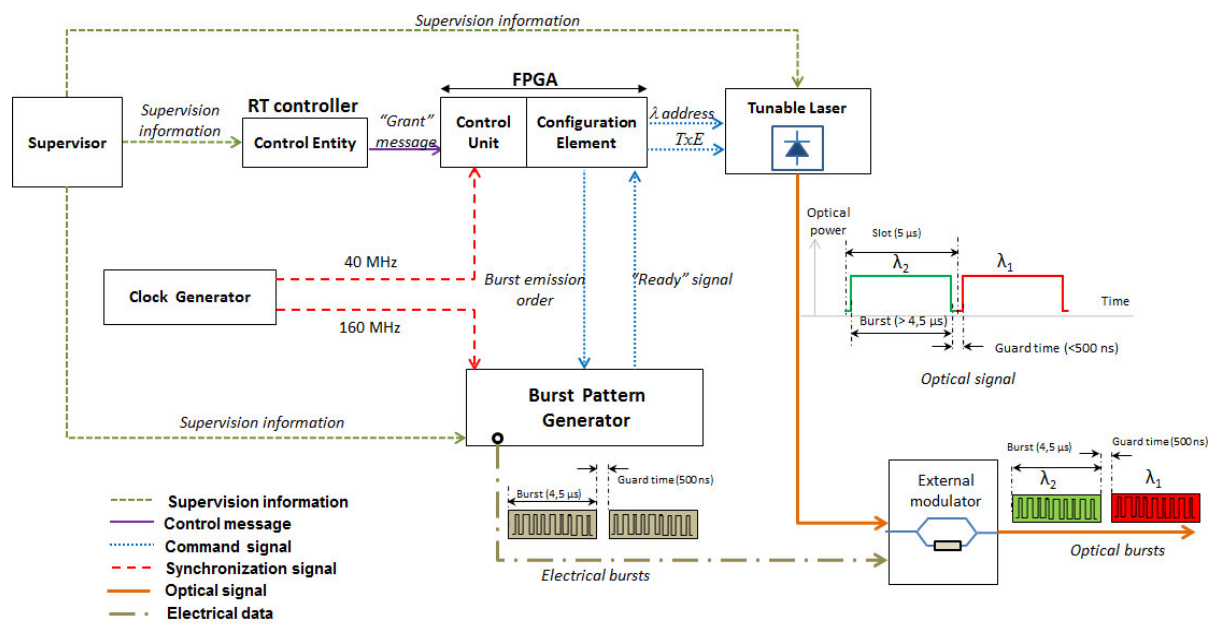 Supervision information
FPGA
RT controller
Supervision
information
"Grant"
message
λ address
TxE
Tunable Laser
Supervisor
Control Entity
Control
Unit
Configuration
Element
Optical
power
Slot (5 µs)
λ2
λ1
40 MHz
Clock Generator
Burst emission
order
"Ready" signal
Time
160 MHz
Burst (> 4,5 µs)
Guard time (<500 ns)
Optical signal
Burst Pattern
Generator
Supervision information
Burst (4,5 µs)
Guard time (500 ns)
External
modulator
λ2
λ1
Burst (4,5 µs)
Guard time (500 ns)
Optical bursts
Electrical bursts
Supervision information
Control message
Command signal
Synchronization signal
Optical signal
Electrical data